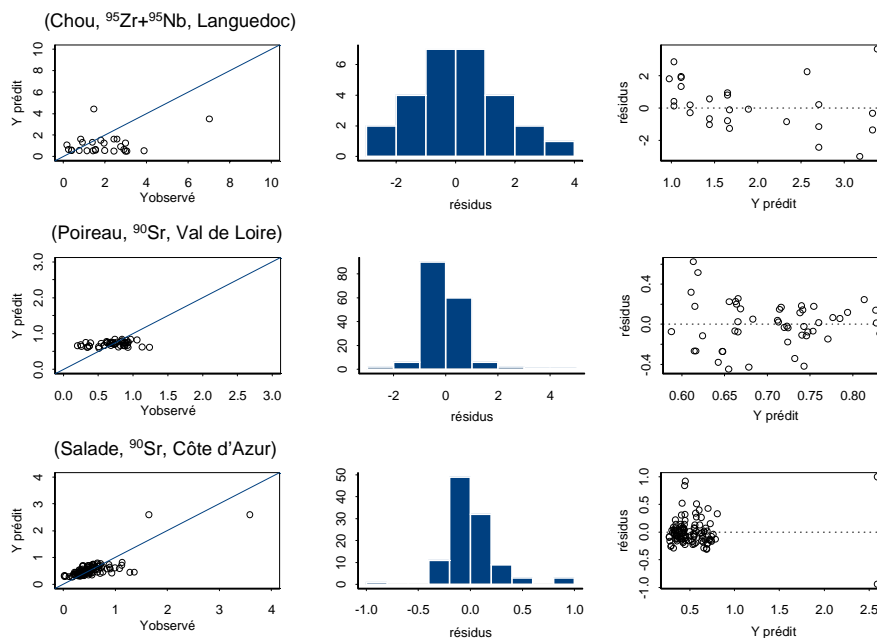 (Chou, ⁹⁵Zr+⁹⁵Nb, Languedoc)
Y prédit
10
8
6
4
2
0
0 2 4 6 8 10
Yobservé
6
4
2
0
-2 0 2 4
résidus
résidus
2
0
-2
1.0 1.5 2.0 2.5 3.0
Y prédit
(Poireau, ⁹⁰Sr, Val de Loire)
Y prédit
3.0
2.0
1.0
0.0
0.0 0.5 1.0 1.5 2.0 2.5 3.0
Yobservé
80
60
40
20
0
-2 0 2 4
résidus
résidus
0.4
0.0
-0.4
0.60 0.65 0.70 0.75 0.80
Y prédit
(Salade, ⁹⁰Sr, Côte d'Azur)
Y prédit
4
3
2
1
0
0 1 2 3 4
Yobservé
50
40
30
20
10
0
-1.0 -0.5 0.0 0.5 1.0
résidus
résidus
1.0
0.5
0.0
-0.5
-1.0
0.5 1.0 1.5 2.0 2.5
Y prédit